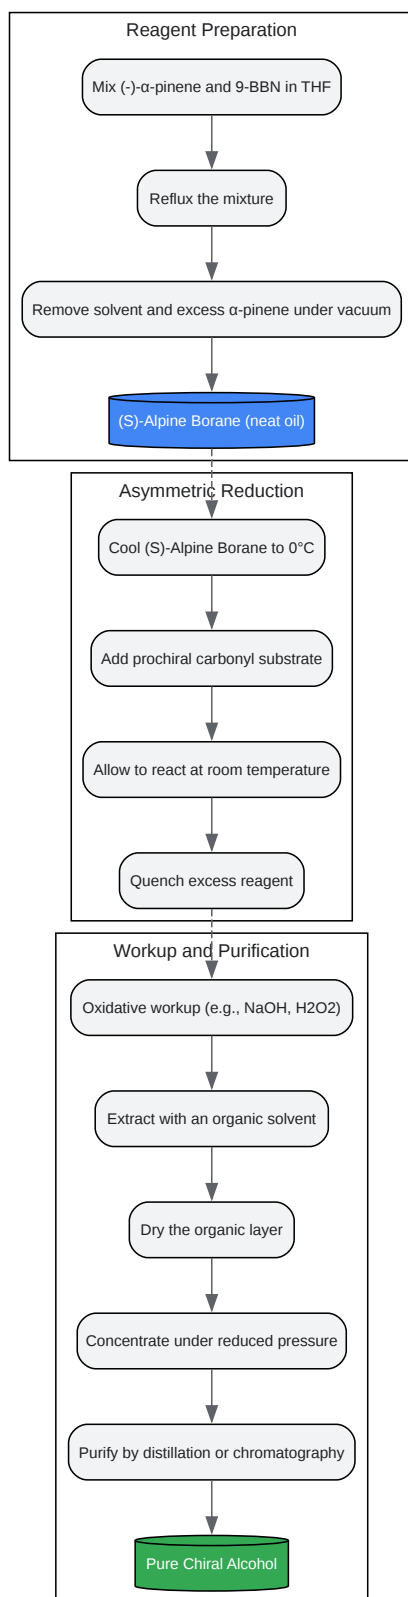 Reagent Preparation
Mix (-)-α-pinene and 9-BBN in THF
Reflux the mixture
Remove solvent and excess α-pinene under vacuum
(S)-Alpine Borane (neat oil)
Asymmetric Reduction
Cool (S)-Alpine Borane to 0°C
Add prochiral carbonyl substrate
Allow to react at room temperature
Quench excess reagent
Workup and Purification
Oxidative workup (e.g., NaOH, H2O2)
Extract with an organic solvent
Dry the organic layer
Concentrate under reduced pressure
Purify by distillation or chromatography
Pure Chiral Alcohol